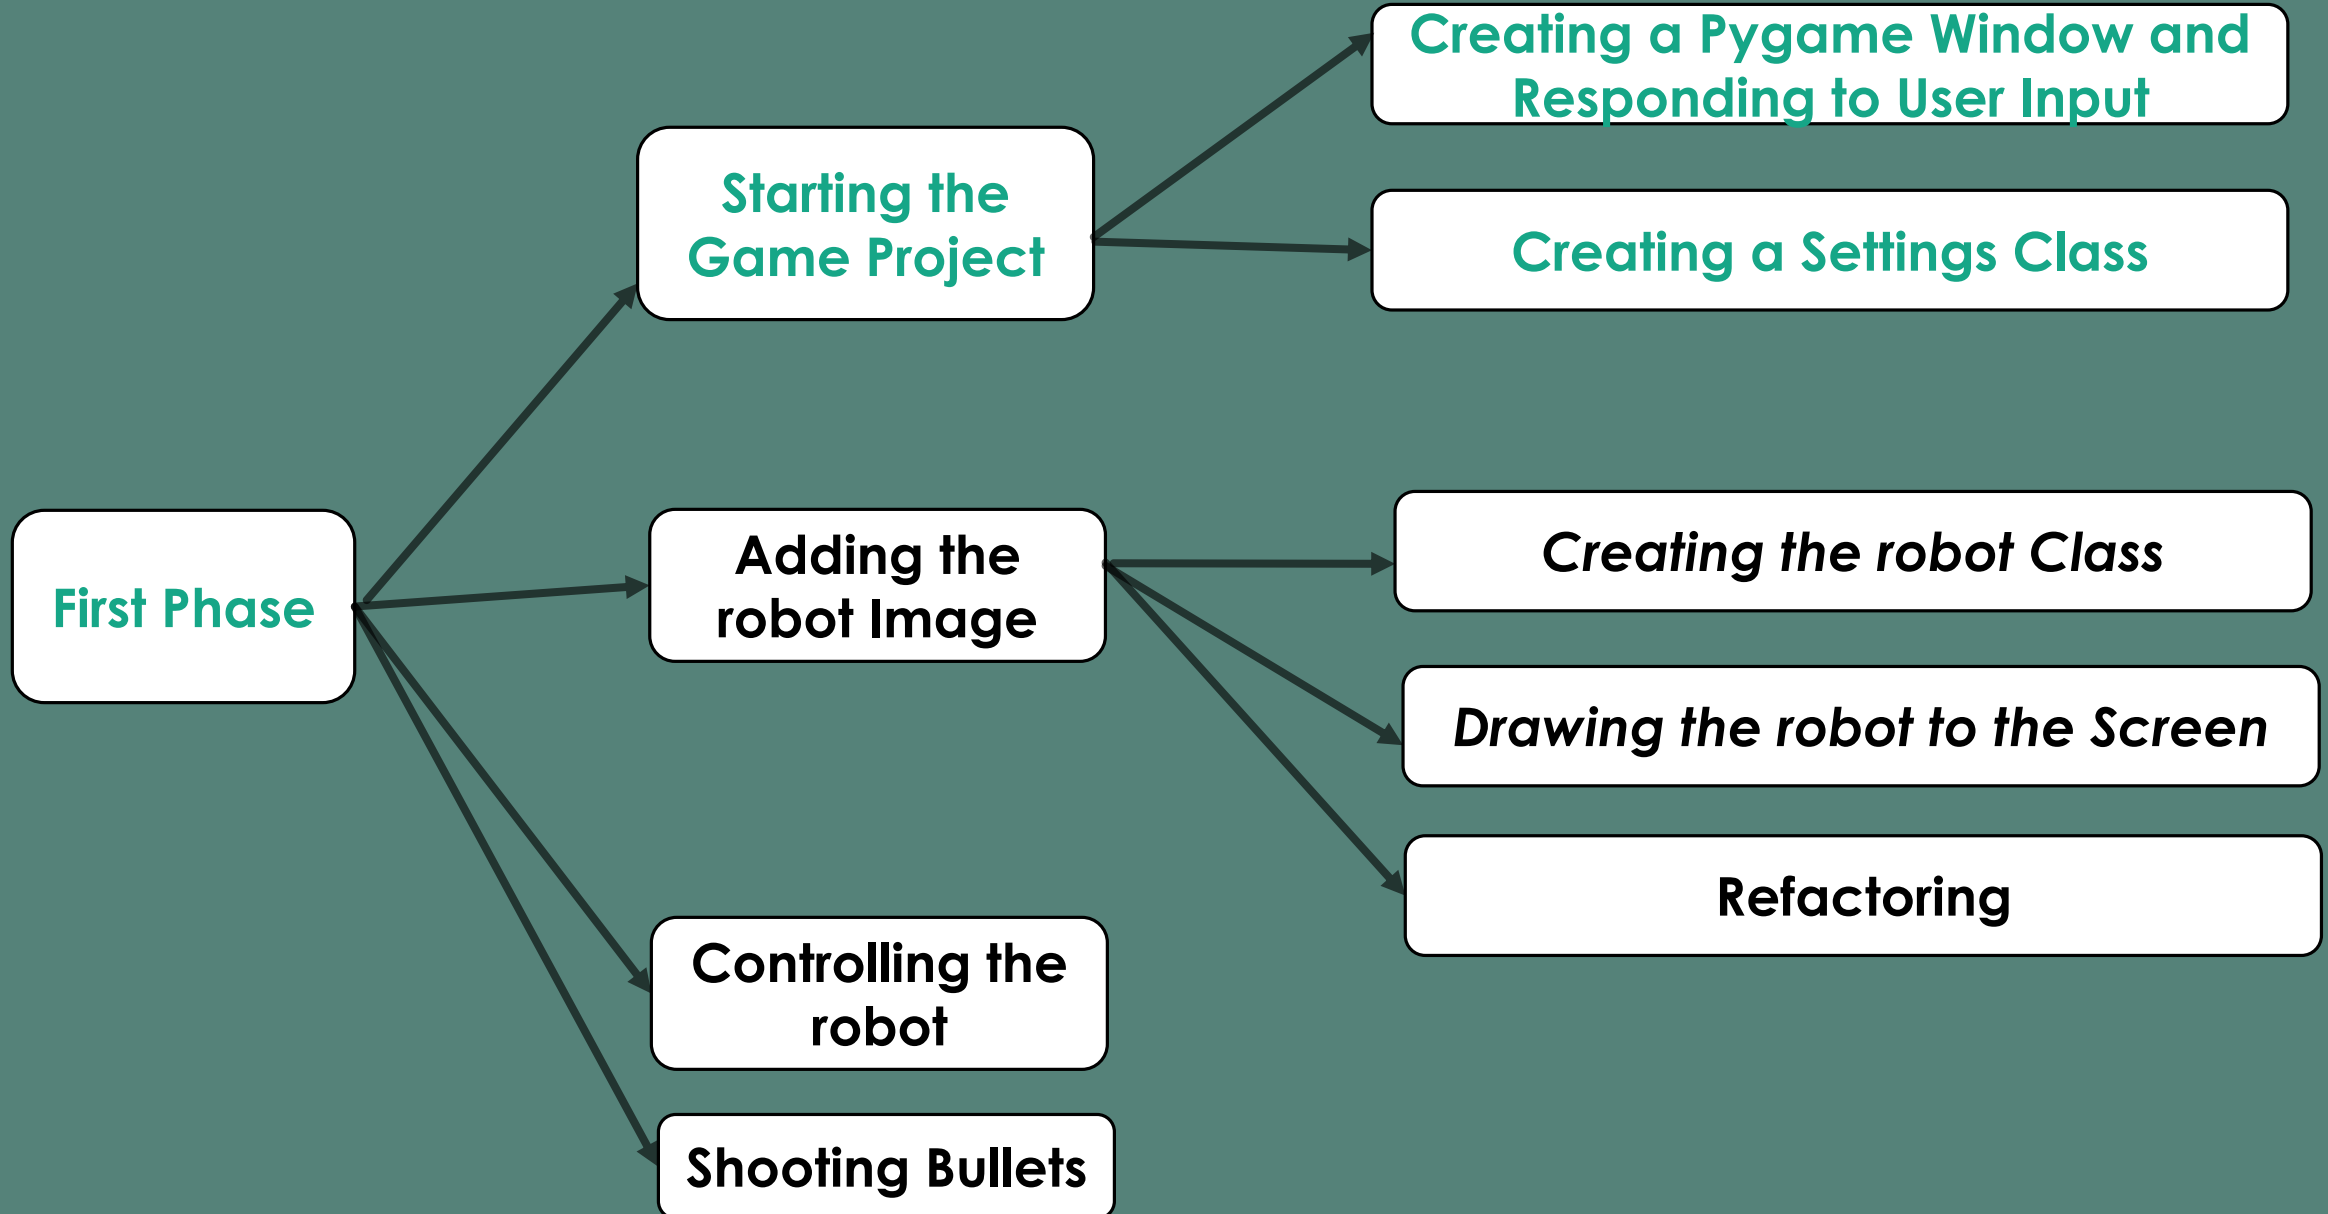 First Phase
Starting the
Game Project
Creating a Pygame Window and
Responding to User Input
Creating a Settings Class
Adding the
robot Image
Creating the robot Class
Drawing the robot to the Screen
Refactoring
Controlling the
robot
Shooting Bullets